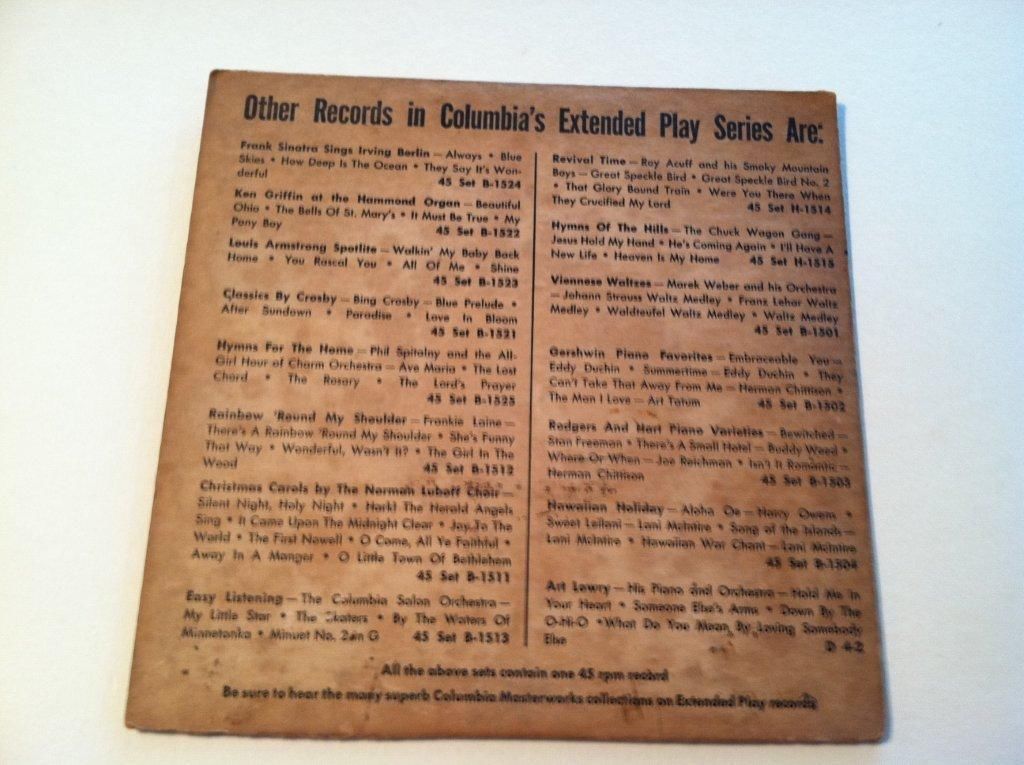 Other Records in Columbia's Extended Play Series Are:
Frank Sinatra Sings Irving Berlin — Always • Blue
Skies • How Deep Is The Ocean • They Say It's Won-
derful 45 Set B-1524
Ken Griffin at the Hammond Organ — Beautiful
Ohio • The Bells Of St. Mary's • It Must Be True • My
Pony Boy 45 Set B-1522
Louis Armstrong Spotlite — Walkin' My Baby Back
Home • You Rascal You • All Of Me • Shine
45 Set B-1523
Classics By Crosby — Bing Crosby — Blue Prelude •
After Sundown • Paradise • Love In Bloom
45 Set B-1521
Hymns For The Home — Phil Spitalny and the All-
Girl Hour of Charm Orchestra — Ave Maria • The Lost
Chord • The Rosary • The Lord's Prayer
45 Set B-1525
Rainbow 'Round My Shoulder — Frankie Laine —
There's A Rainbow 'Round My Shoulder • She's Funny
That Way • Wonderful, Wasn't It? • The Girl In The
Wood 45 Set B-1512
Christmas Carols by The Norman Luboff Choir —
Silent Night, Holy Night • Hark! The Herald Angels
Sing • It Came Upon The Midnight Clear • Joy To The
World • The First Nowell • O Come, All Ye Faithful •
Away In A Manger • O Little Town Of Bethlehem
45 Set B-1511
Easy Listening — The Columbia Salon Orchestra —
My Little Star • The Skaters • By The Waters Of
Minnetonka • Minuet No. 2 in G 45 Set B-1513
Revival Time — Roy Acuff and his Smoky Mountain
Boys — Great Speckle Bird • Great Speckle Bird No. 2
• That Glory Bound Train • Were You There When
They Crucified My Lord 45 Set H-1514
Hymns Of The Hills — The Chuck Wagon Gang —
Jesus Hold My Hand • He's Coming Again • I'll Have A
New Life • Heaven Is My Home 45 Set H-1515
Viennese Waltzes — Marek Weber and his Orchestra
— Johann Strauss Waltz Medley • Franz Lehar Waltz
Medley • Waldteufel Waltz Medley • Waltz Medley
45 Set B-1501
Gershwin Piano Favorites — Embraceable You —
Eddy Duchin • Summertime — Eddy Duchin • They
Can't Take That Away From Me — Herman Chittison •
The Man I Love — Art Tatum 45 Set B-1502
Rodgers And Hart Piano Varieties — Bewitched —
Stan Freeman • There's A Small Hotel — Buddy Weed •
Where Or When — Joe Reichman • Isn't It Romantic —
Herman Chittison 45 Set B-1503
Hawaiian Holiday — Aloha Oe — Harry Owens •
Sweet Leilani — Lani McIntire • Song of the Islands —
Lani McIntire • Hawaiian War Chant — Lani McIntire
45 Set B-1504
Art Lowry — His Piano and Orchestra — Hold Me In
Your Heart • Someone Else's Arms • Down By The
O-Hi-O • What Do You Mean By Loving Somebody
Else D 4-2
All the above sets contain one 45 rpm record
Be sure to hear the many superb Columbia Masterworks collections on Extended Play records